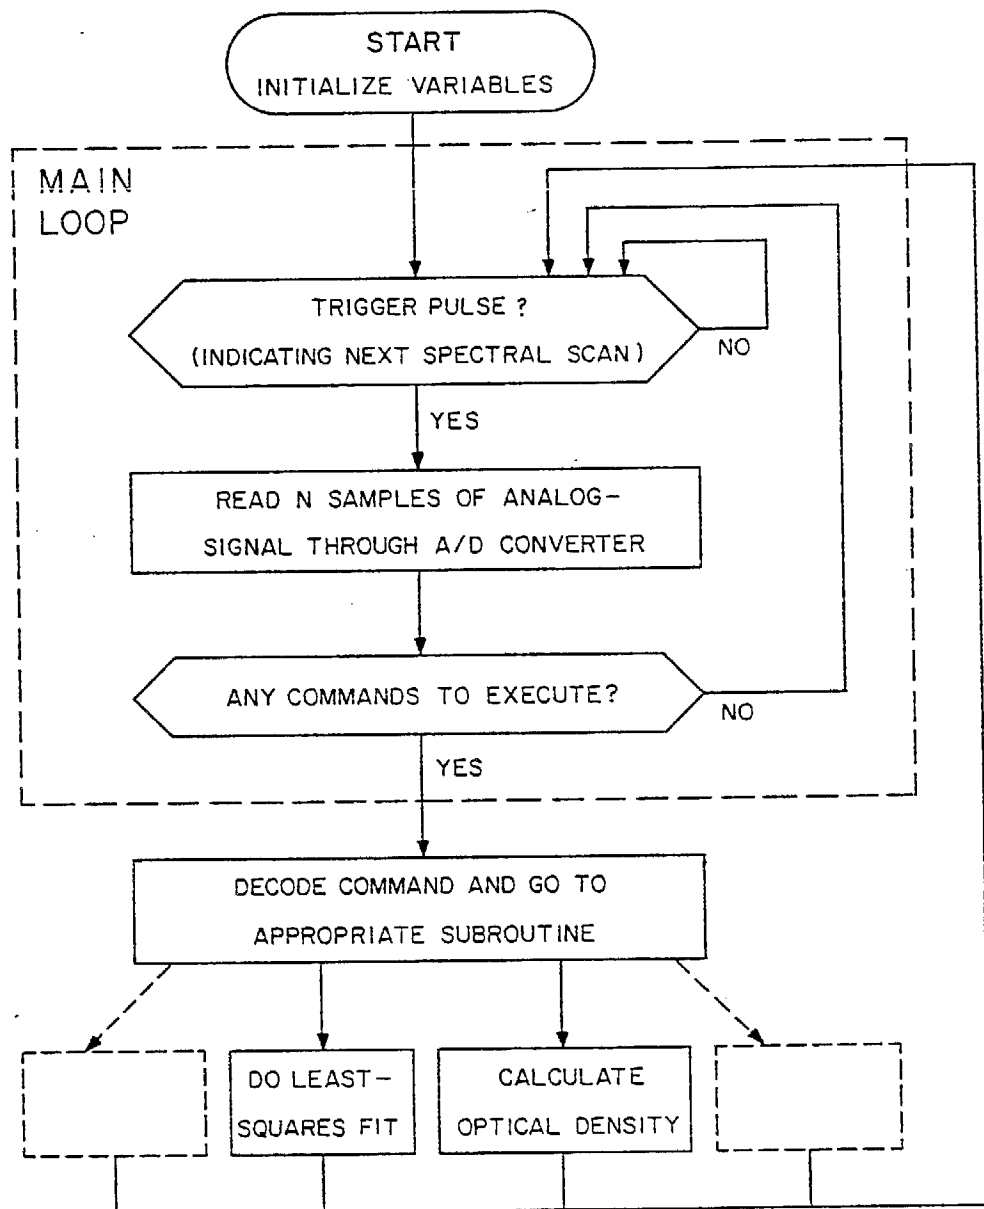 START
INITIALIZE VARIABLES
MAIN
LOOP
TRIGGER PULSE ?
(INDICATING NEXT SPECTRAL SCAN)
NO
YES
READ N SAMPLES OF ANALOG-
SIGNAL THROUGH A/D CONVERTER
ANY COMMANDS TO EXECUTE?
NO
YES
DECODE COMMAND AND GO TO
APPROPRIATE SUBROUTINE
DO LEAST-
SQUARES FIT
CALCULATE
OPTICAL DENSITY